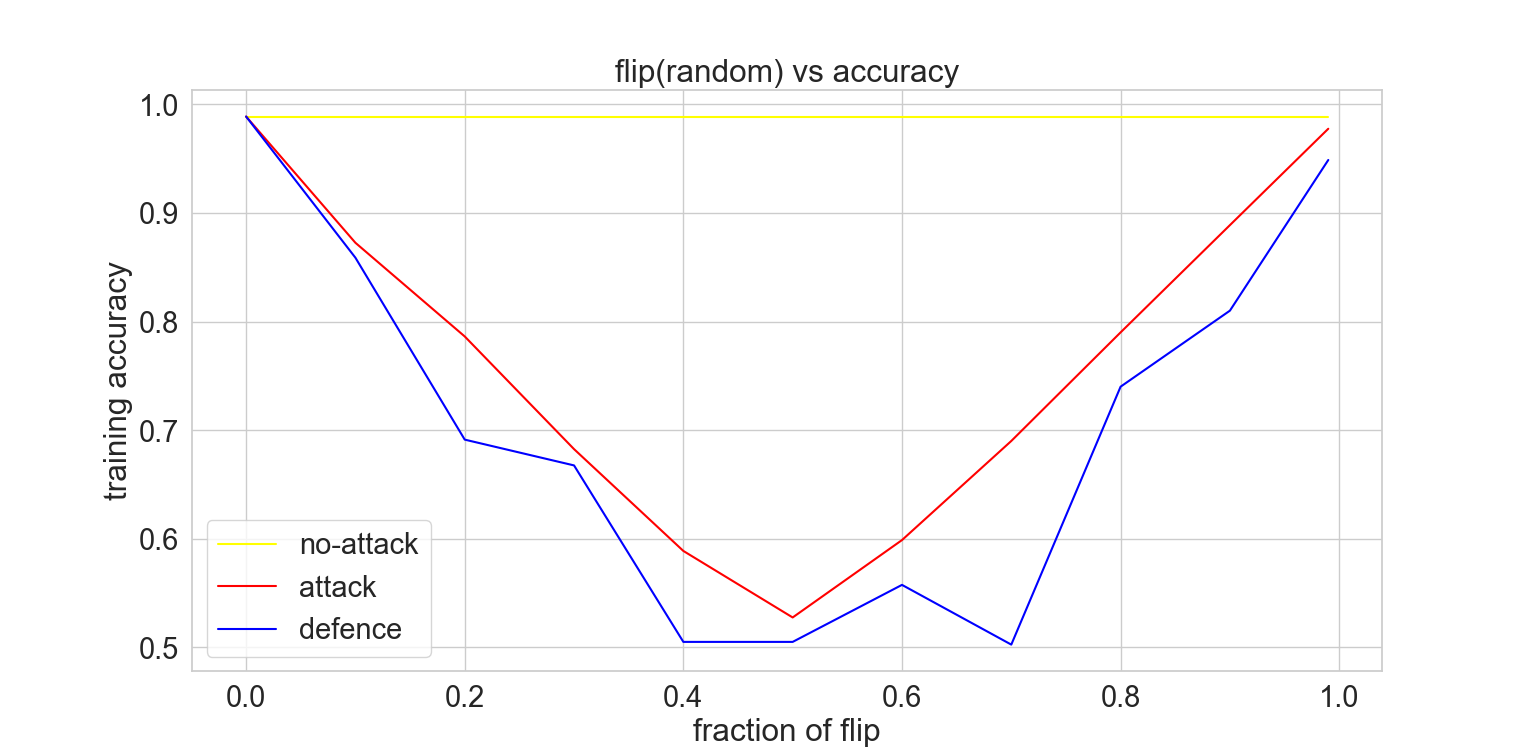 flip(random) vs accuracy
1.0
0.9
0.8
0.7
0.6
0.5
training accuracy
no-attack
attack
defence
0.0 0.2 0.4 0.6 0.8 1.0
fraction of flip